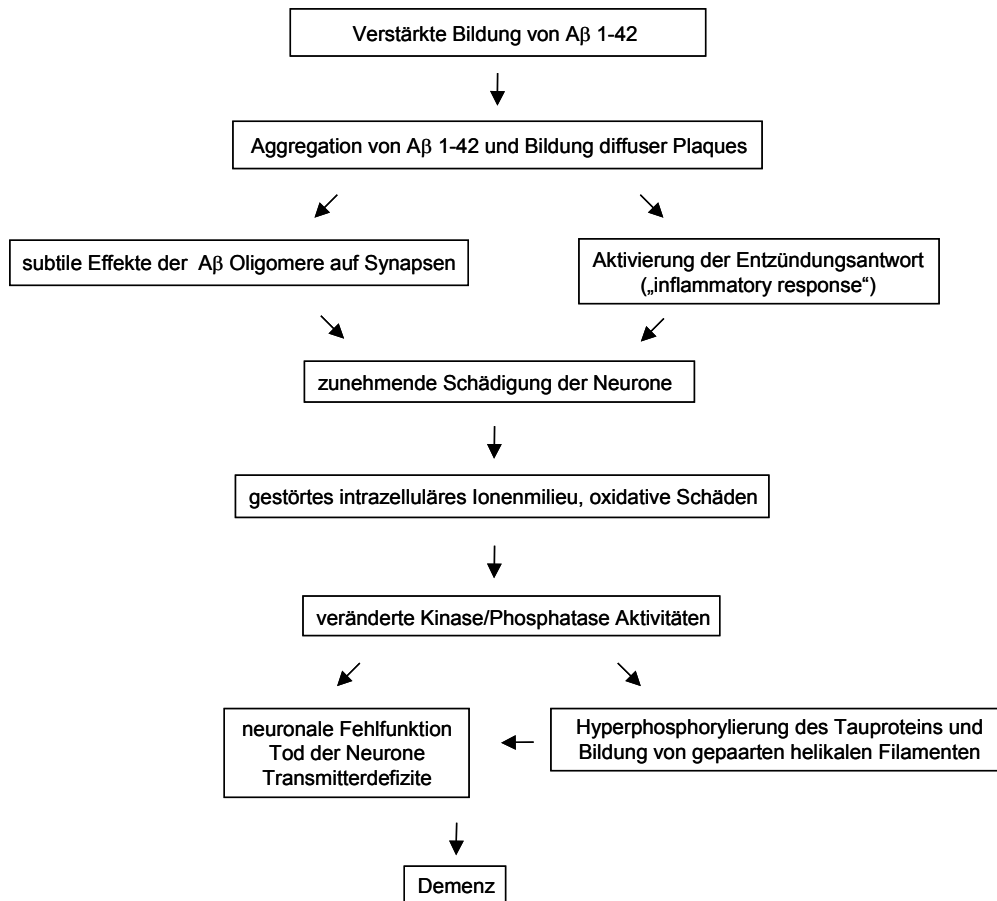 Verstärkte Bildung von Aβ 1-42
Aggregation von Aβ 1-42 und Bildung diffuser Plaques
subtile Effekte der Aβ Oligomere auf Synapsen
Aktivierung der Entzündungsantwort
(„inflammatory response“)
zunehmende Schädigung der Neurone
gestörtes intrazelluläres Ionenmilieu, oxidative Schäden
veränderte Kinase/Phosphatase Aktivitäten
neuronale Fehlfunktion
Tod der Neurone
Transmitterdefizite
Hyperphosphorylierung des Tauproteins und
Bildung von gepaarten helikalen Filamenten
Demenz